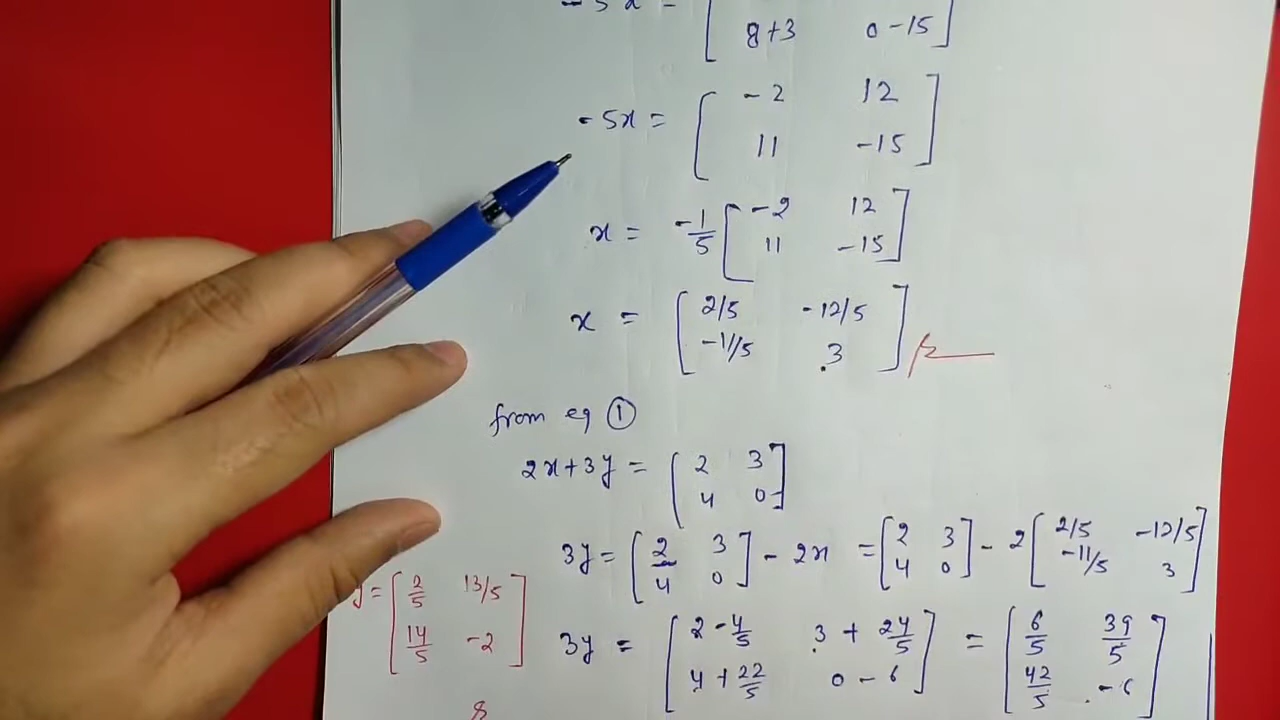 8+3 0-15
-5x = [ -2 12
11 -15 ]
x = -1/5 [ -2 12
11 -15 ]
x = [ 2/5 -12/5
-11/5 3 ]
from eq ①
2x+3y = [ 2 3
4 0 ]
3y = [ 2 3
4 0 ] - 2x = [ 2 3
4 0 ] - 2 [ 2/5 -12/5
-11/5 3 ]
y = [ 2/5 13/5
14/5 -2 ]
3y = [ 2-4/5 3+24/5
4+22/5 0-6 ] = [ 6/5 39/5
42/5 -6 ]